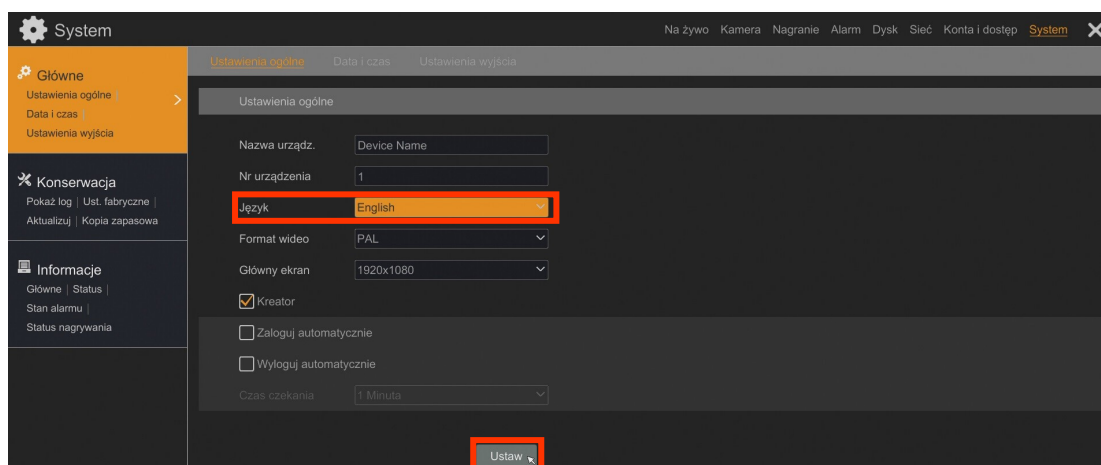 System
Na żywo Kamera Nagranie Alarm Dysk Sieć Konta i dostęp System
Główne
Ustawienia ogólne |
Data i czas |
Ustawienia wyjścia
Konserwacja
Pokaż log | Ust. fabryczne |
Aktualizuj | Kopia zapasowa
Informacje
Główne | Status |
Stan alarmu |
Status nagrywania
Ustawienia ogólne Data i czas Ustawienia wyjścia
Ustawienia ogólne
Nazwa urządz. Device Name
Nr urządzenia 1
Język English
Format wideo PAL
Główny ekran 1920x1080
Kreator
Zaloguj automatycznie
Wyloguj automatycznie
Czas czekania 1 Minuta
Ustaw